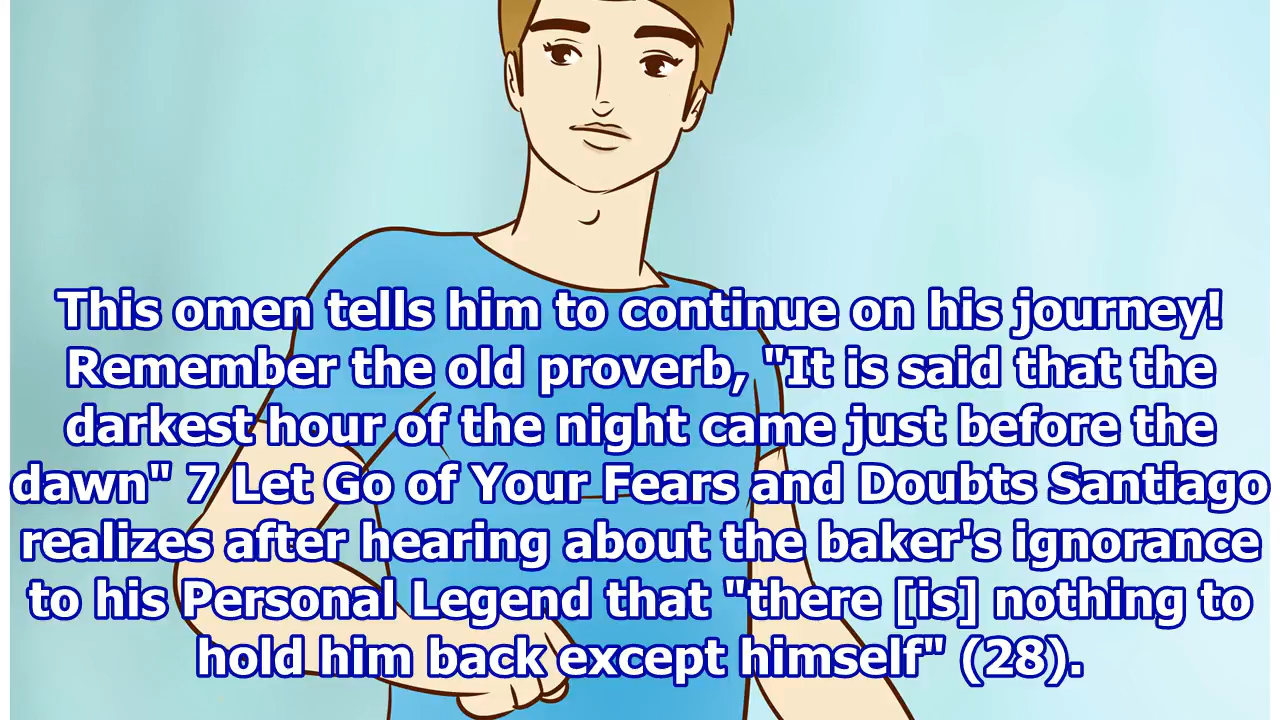 This omen tells him to continue on his journey!
Remember the old proverb, "It is said that the
darkest hour of the night came just before the
dawn" 7 Let Go of Your Fears and Doubts Santiago
realizes after hearing about the baker's ignorance
to his Personal Legend that "there [is] nothing to
hold him back except himself" (28).